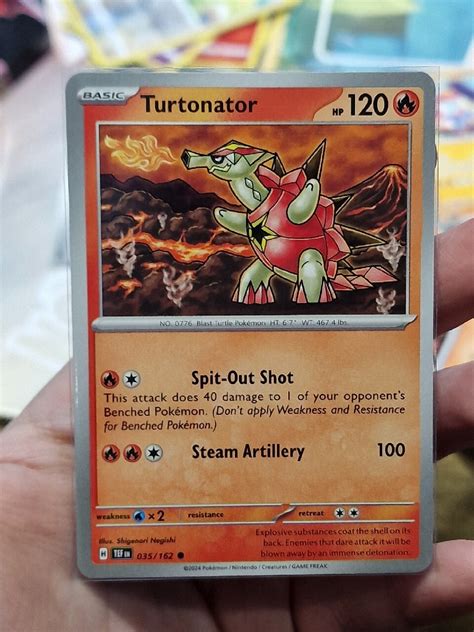 BASIC
Turtonator
HP 120
NO. 0776 Blast Turtle Pokémon HT: 6'7" WT: 467.4 lbs.
Spit-Out Shot
This attack does 40 damage to 1 of your opponent's
Benched Pokémon. (Don't apply Weakness and Resistance
for Benched Pokémon.)
Steam Artillery 100
weakness ×2 resistance retreat
Illus. Shigenori Negishi
H TEF EN 035/162
Explosive substances coat the shell on its
back. Enemies that dare attack it will be
blown away by an immense detonation.
©2024 Pokémon / Nintendo / Creatures / GAME FREAK